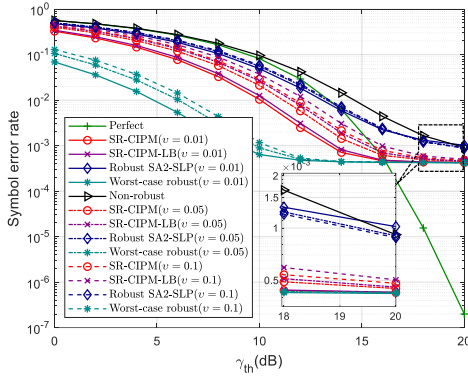 10^0
10^-1
10^-2
10^-3
10^-4
10^-5
10^-6
10^-7
Symbol error rate
0
5
10
15
20
γ_th(dB)
Perfect
SR-CIPM(υ = 0.01)
SR-CIPM-LB(υ = 0.01)
Robust SA2-SLP(υ = 0.01)
Worst-case robust(υ = 0.01)
Non-robust
SR-CIPM(υ = 0.05)
SR-CIPM-LB(υ = 0.05)
Robust SA2-SLP(υ = 0.05)
Worst-case robust(υ = 0.05)
SR-CIPM(υ = 0.1)
SR-CIPM-LB(υ = 0.1)
Robust SA2-SLP(υ = 0.1)
Worst-case robust(υ = 0.1)
×10^-3
2
1.5
1
0.5
18
19
20